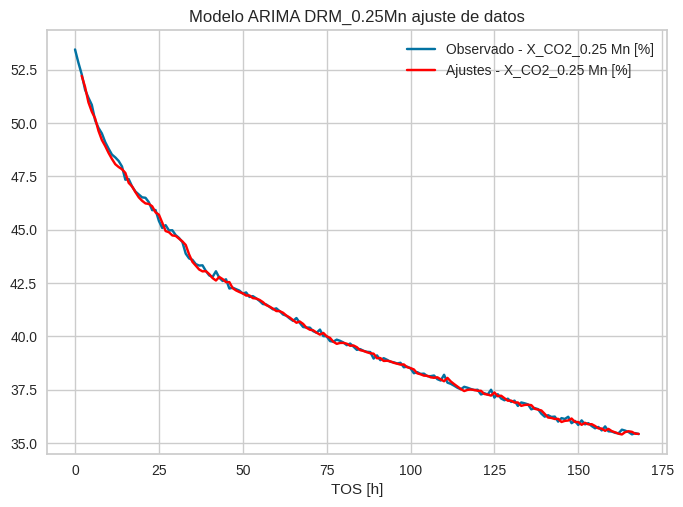 Modelo ARIMA DRM_0.25Mn ajuste de datos
Observado - X_CO2_0.25 Mn [%]
Ajustes - X_CO2_0.25 Mn [%]
52.5
50.0
47.5
45.0
42.5
40.0
37.5
35.0
0 25 50 75 100 125 150 175
TOS [h]